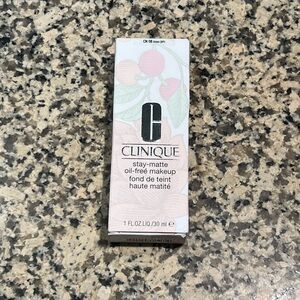 C
CLINIQUE
stay-matte
oil-free makeup
fond de teint
haute matité
1 FL.OZ.LIQ./30 ml e